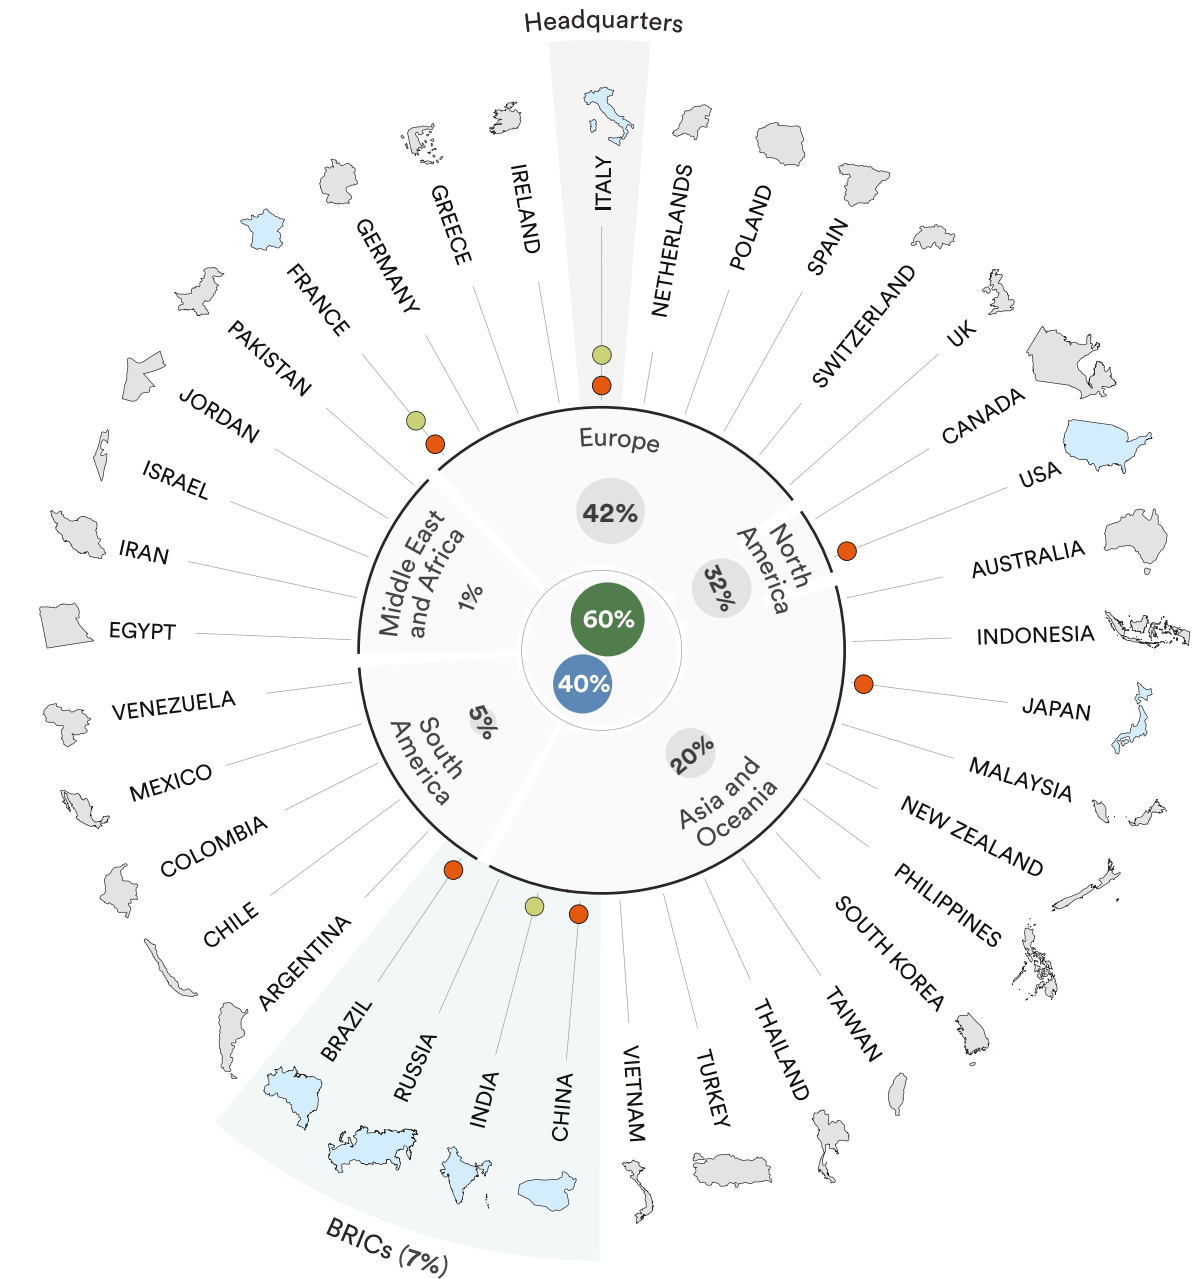 Headquarters
ITALY
NETHERLANDS
POLAND
SPAIN
SWITZERLAND
UK
CANADA
USA
AUSTRALIA
INDONESIA
JAPAN
MALAYSIA
NEW ZEALAND
PHILIPPINES
SOUTH KOREA
TAIWAN
THAILAND
TURKEY
VIETNAM
CHINA
INDIA
RUSSIA
BRAZIL
ARGENTINA
CHILE
COLOMBIA
MEXICO
VENEZUELA
EGYPT
IRAN
ISRAEL
JORDAN
PAKISTAN
FRANCE
GERMANY
GREECE
IRELAND
Europe
42%
North
America
32%
Asia and
Oceania
20%
South
America
5%
Middle East
and Africa
1%
60%
40%
BRICs (7%)